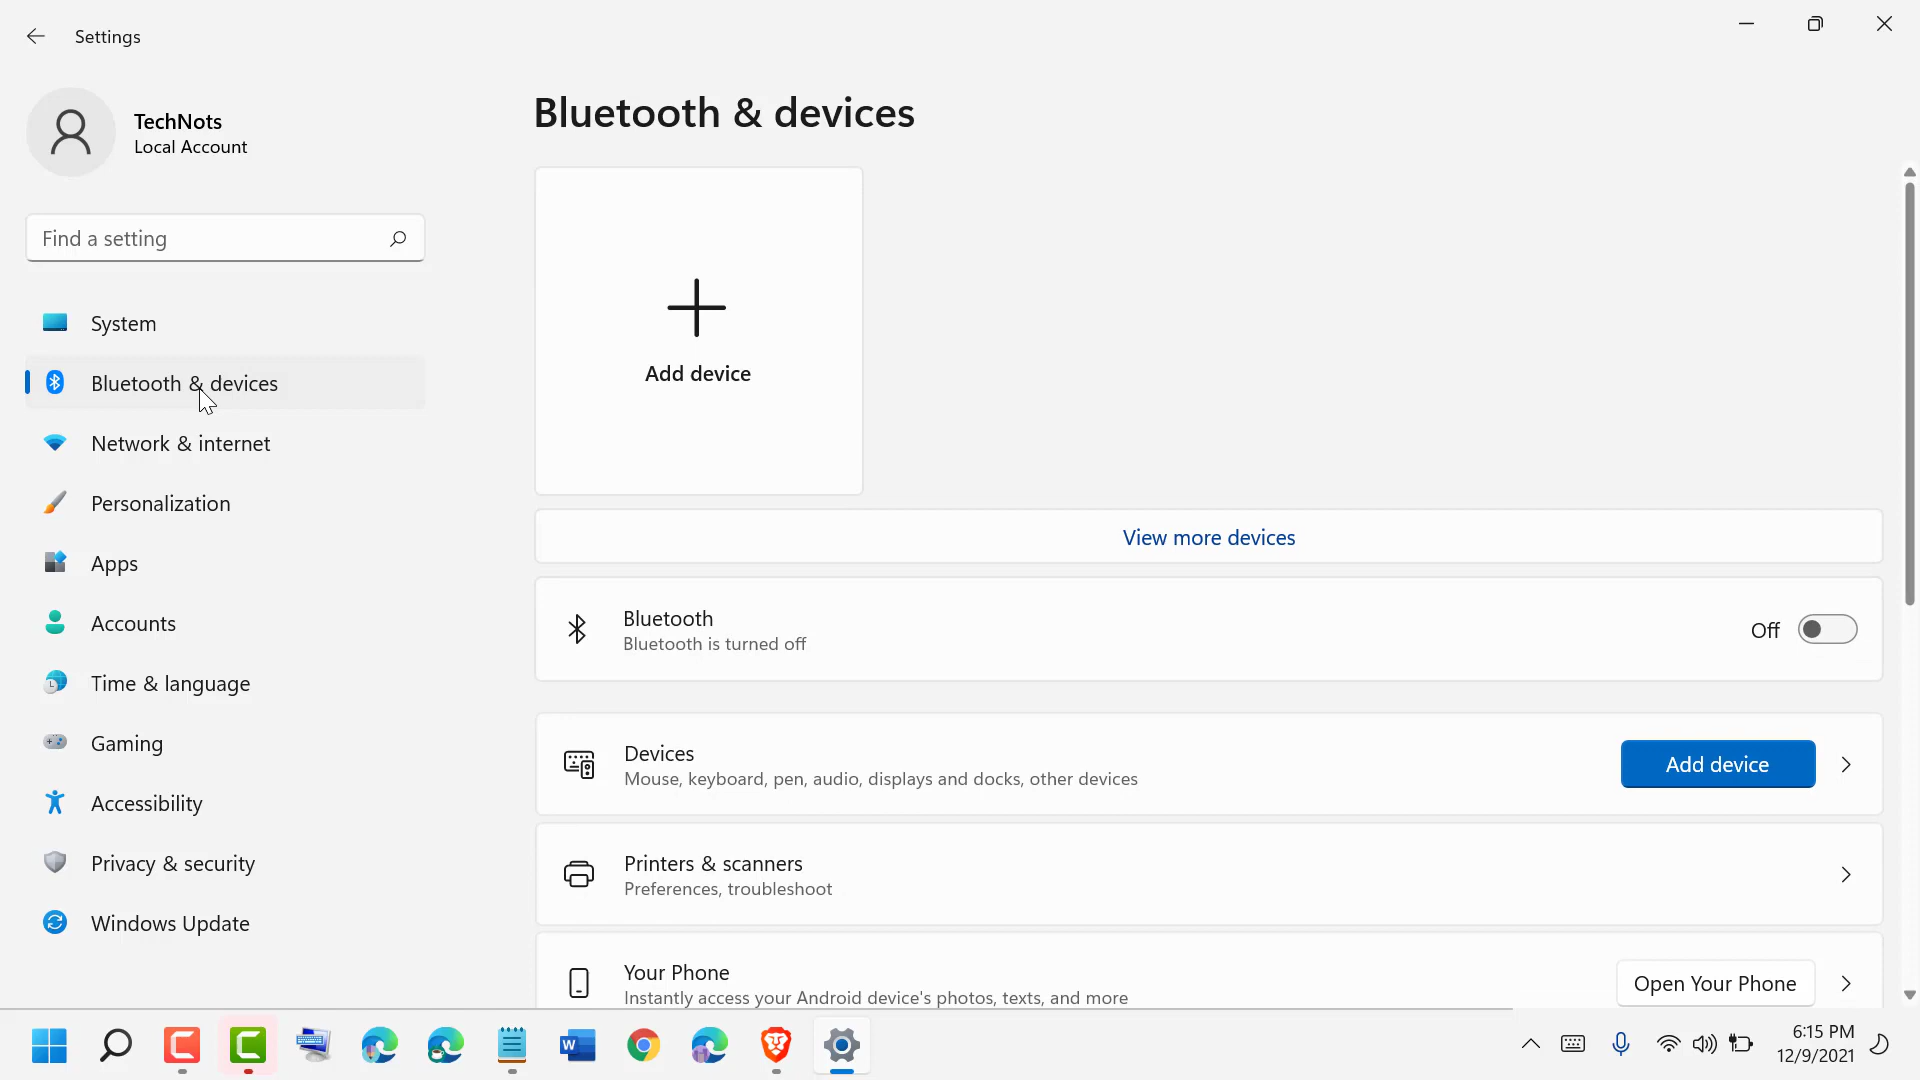 Settings
TechNots
Local Account
Find a setting
System
Bluetooth & devices
Network & internet
Personalization
Apps
Accounts
Time & language
Gaming
Accessibility
Privacy & security
Windows Update
Bluetooth & devices
Add device
View more devices
Bluetooth
Bluetooth is turned off
Off
Devices
Mouse, keyboard, pen, audio, displays and docks, other devices
Add device
Printers & scanners
Preferences, troubleshoot
Your Phone
Instantly access your Android device's photos, texts, and more
Open Your Phone
6:15 PM
12/9/2021